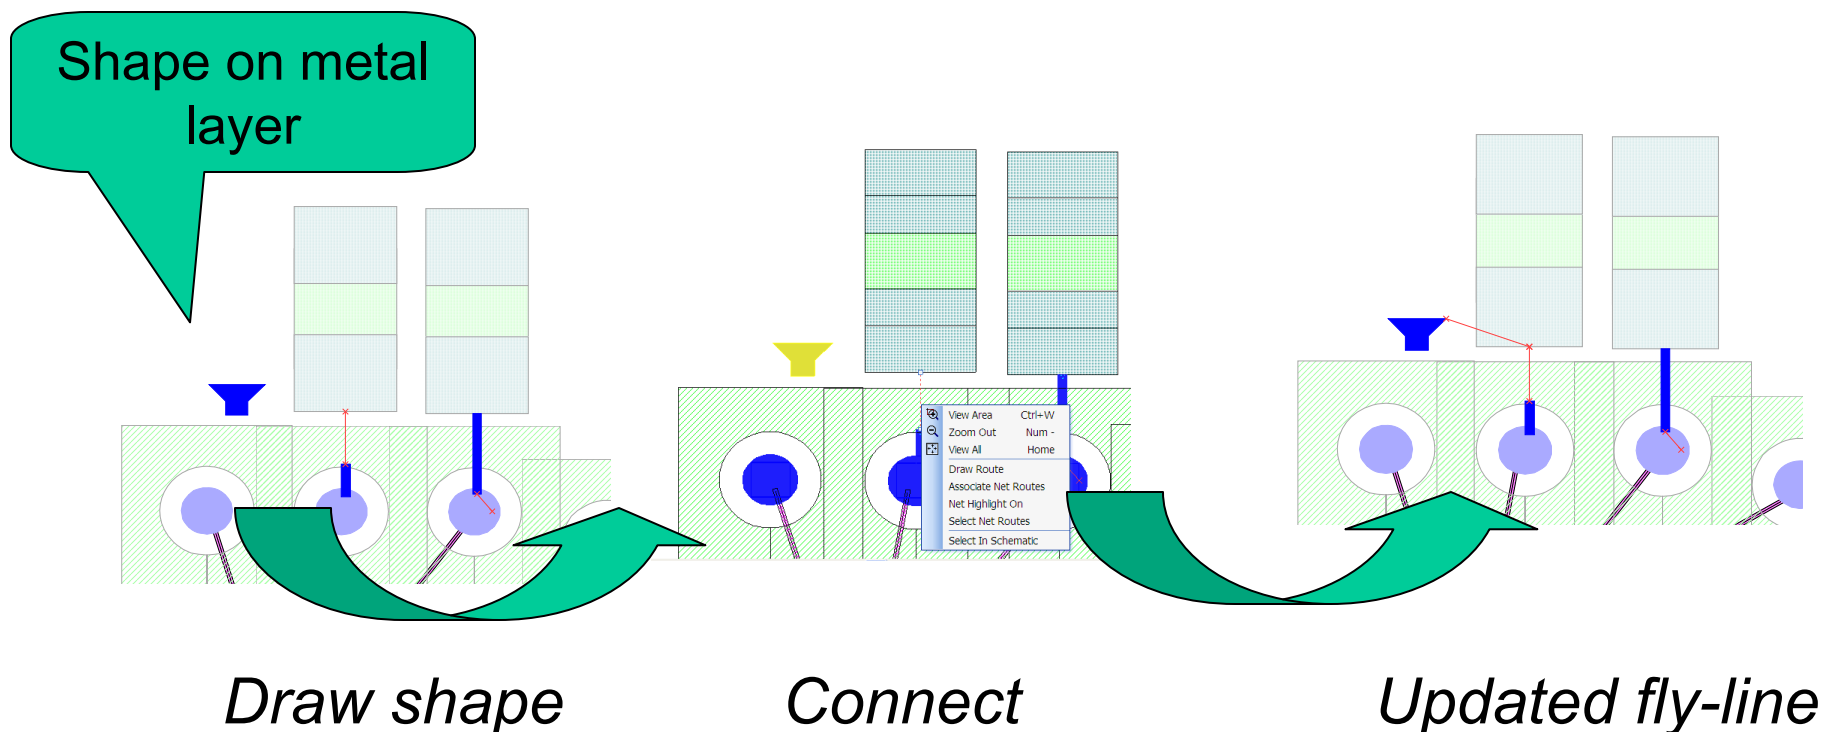 Shape on metal
layer
View Area Ctrl+W
Zoom Out Num -
View All Home
Draw Route
Associate Net Routes
Net Highlight On
Select Net Routes
Select In Schematic
Draw shape
Connect
Updated fly-line